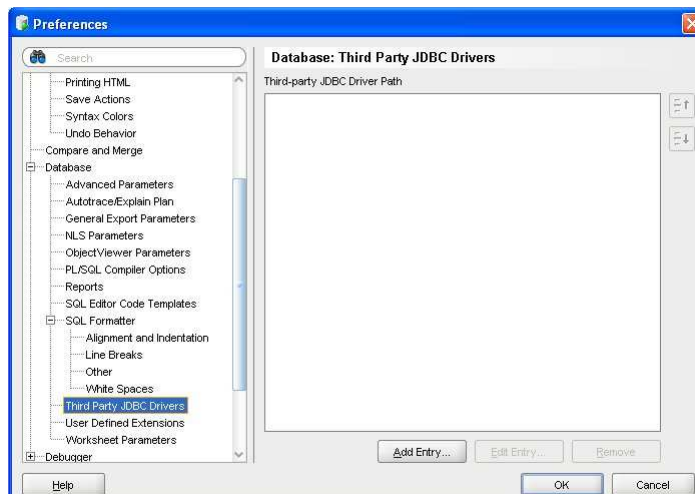 Preferences
Search
Printing HTML
Save Actions
Syntax Colors
Undo Behavior
Compare and Merge
Database
Advanced Parameters
Autotrace/Explain Plan
General Export Parameters
NLS Parameters
ObjectViewer Parameters
PL/SQL Compiler Options
Reports
SQL Editor Code Templates
SQL Formatter
Alignment and Indentation
Line Breaks
Other
White Spaces
Third Party JDBC Drivers
User Defined Extensions
Worksheet Parameters
Debugger
Database: Third Party JDBC Drivers
Third-party JDBC Driver Path
Add Entry...
Edit Entry...
Remove
Help
OK
Cancel